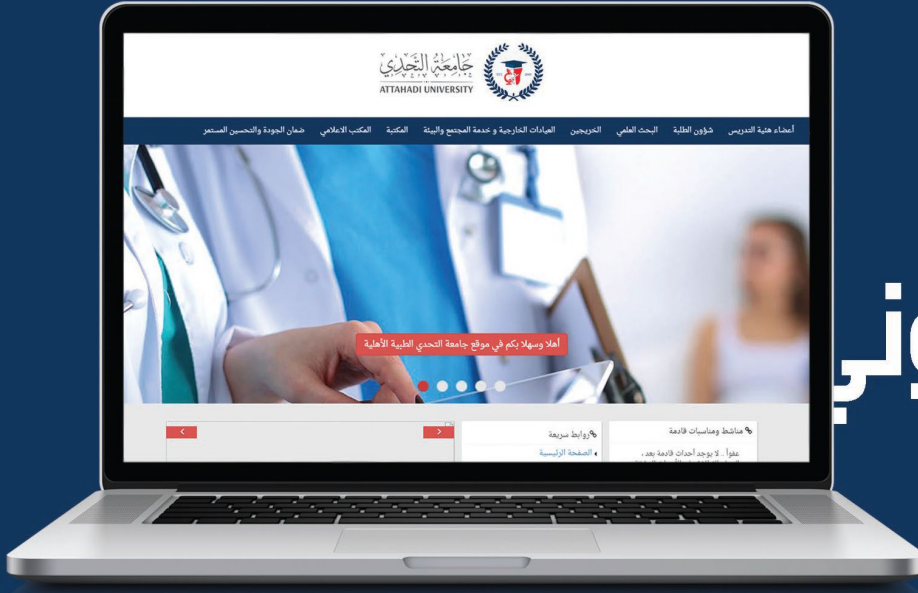 جامعة التحدي
ATTAHADI UNIVERSITY
أعضاء هئية التدريس شؤون الطلبة البحث العلمي الخريجين العيادات الخارجية و خدمة المجتمع والبيئة المكتبة المكتب الاعلامي ضمان الجودة والتحسين المستمر
أهلا وسهلا بكم في موقع جامعة التحدي الطبية الأهلية
مناشط ومناسبات قادمة
عفواً .. لا يوجد أحداث قادمة بعد ،
روابط سريعة
الصفحة الرئيسية